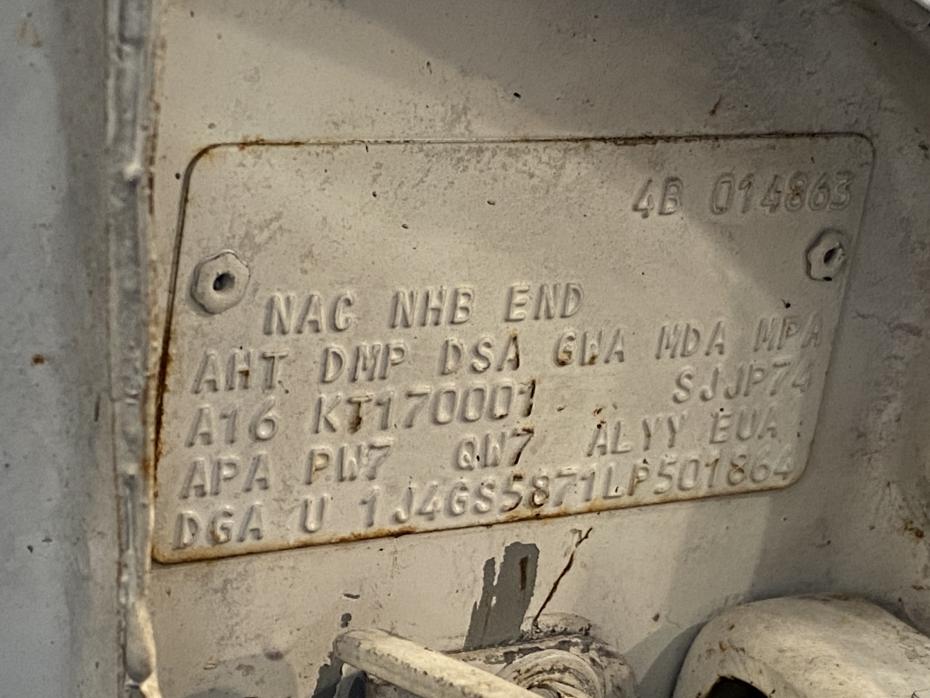 4B 014863
NAC NHB END
AHT DMP DSA GWA MDA MPA
A16 KT170001 SJJP74
APA PW7 QW7 ALYY EUA
DGA U 1J4GS5871LP501864